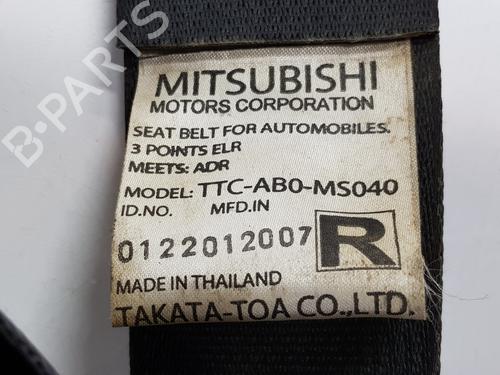 MITSUBISHI
MOTORS CORPORATION
SEAT BELT FOR AUTOMOBILES.
3 POINTS ELR
MEETS: ADR
MODEL: TTC-AB0-MS040
ID.NO. MFD.IN
0122012007 R
MADE IN THAILAND
TAKATA-TOA CO.,LTD.
B-PARTS